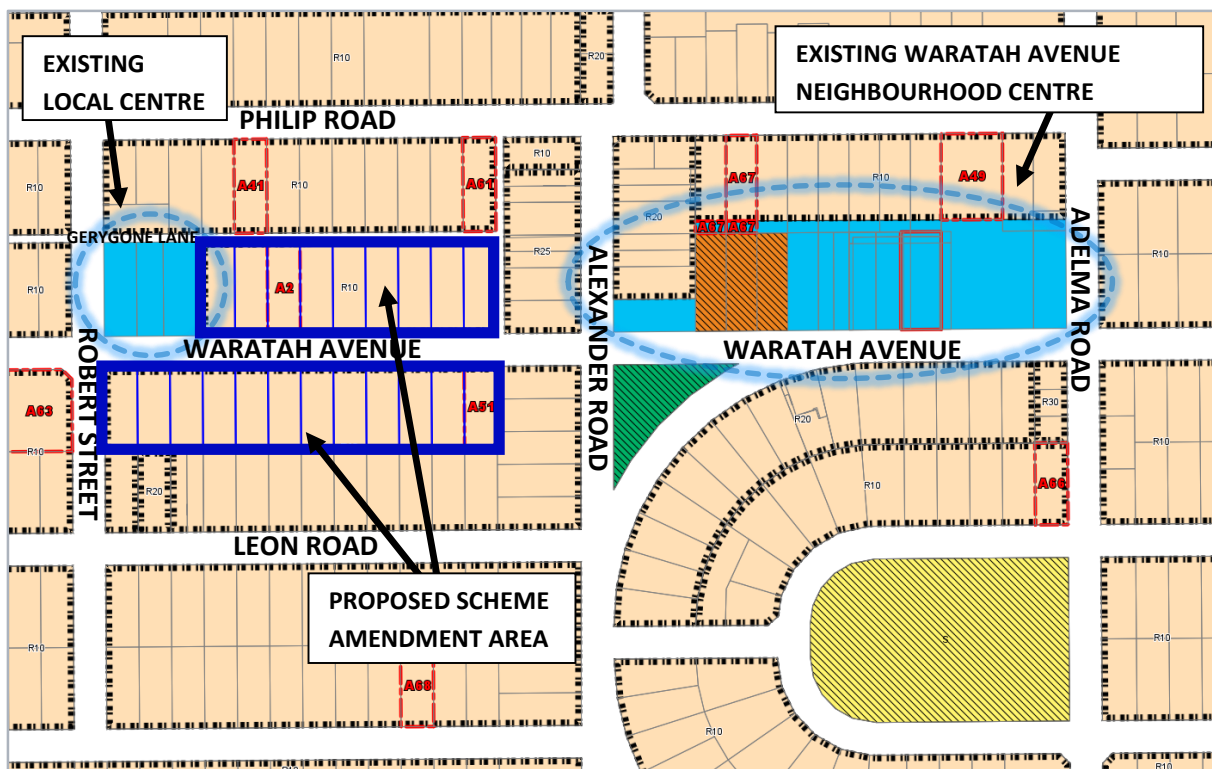 R10
R20
EXISTING
LOCAL CENTRE
EXISTING WARATAH AVENUE
NEIGHBOURHOOD CENTRE
PHILIP ROAD
R10
R10
R10
A41
R10
A61
A67
R10
A49
R20
GERYGONE LANE
A67 A67
R25
R10
R10
A2
R10
ALEXANDER ROAD
ADELMA ROAD
ROBERT STREET
WARATAH AVENUE
WARATAH AVENUE
A63
A51
R30
R20
R10
R10
A66
R20
LEON ROAD
PROPOSED SCHEME
AMENDMENT AREA
R10
R10
S
A68
R10
R10
R10